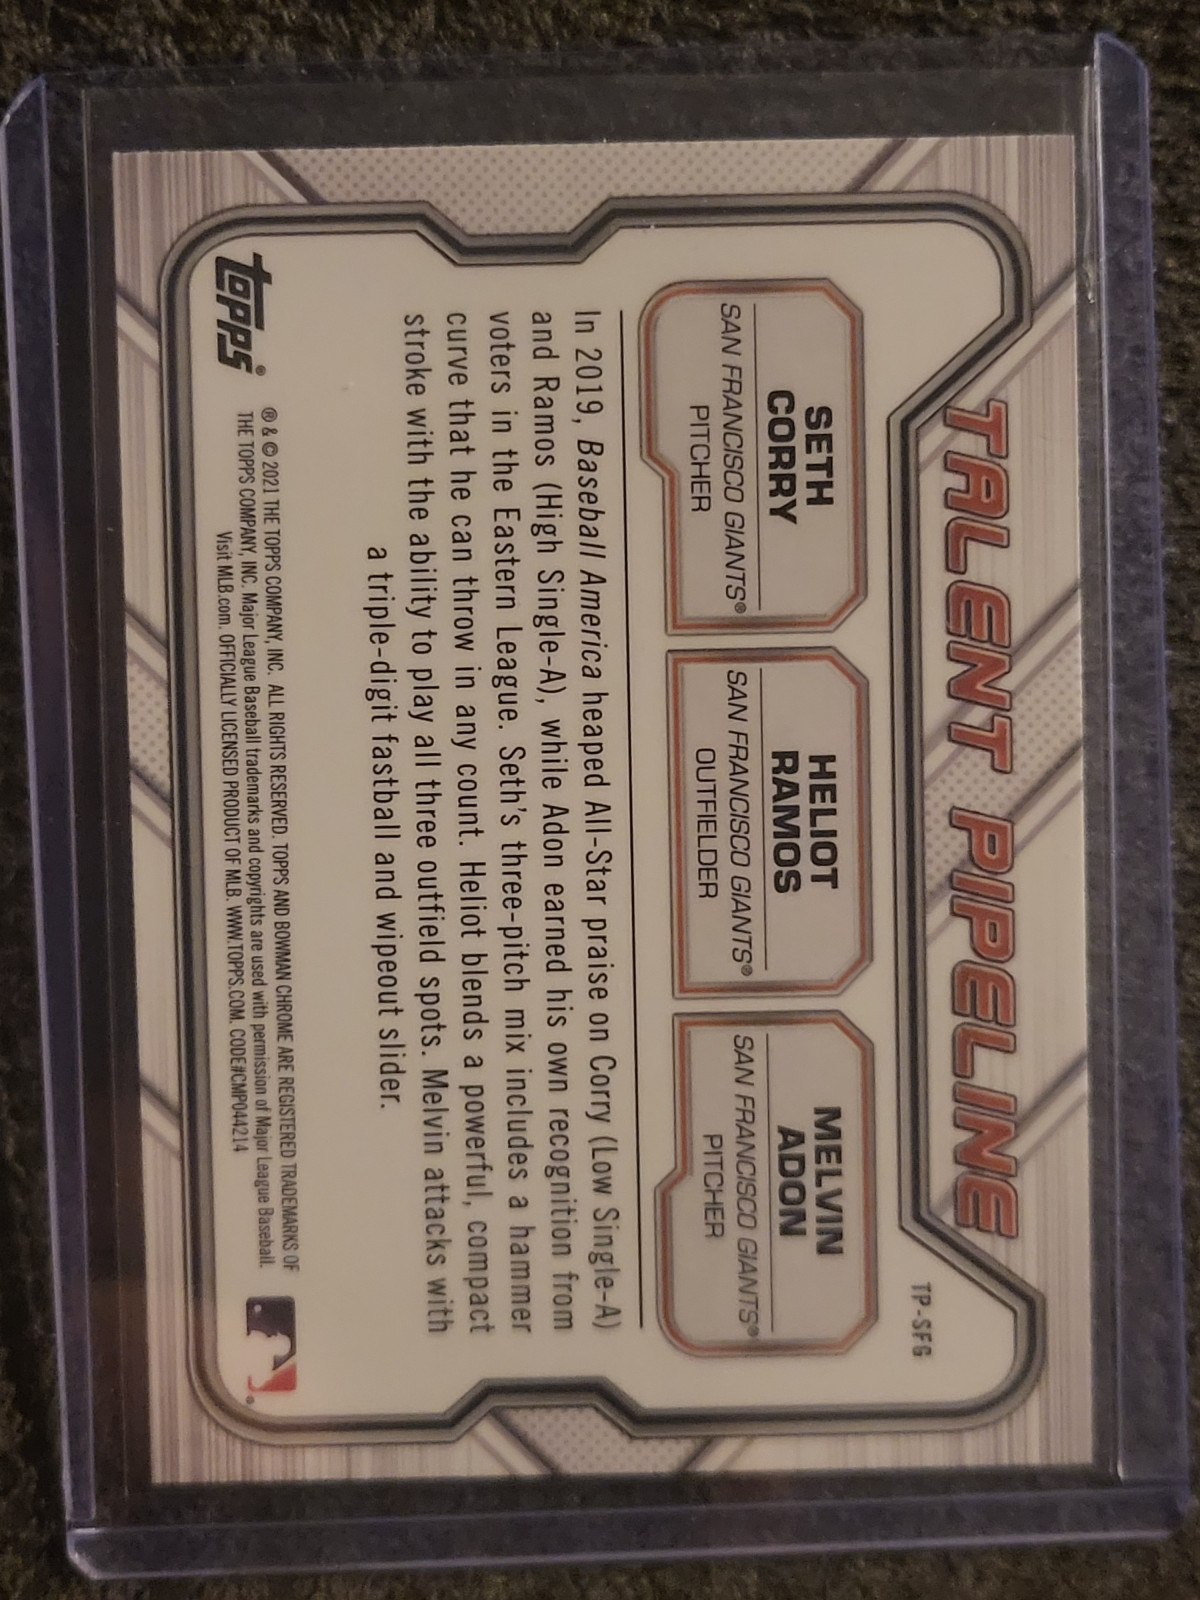 TALENT PIPELINE
TP-SFG
SETH
CORRY
SAN FRANCISCO GIANTS®
PITCHER
HELIOT
RAMOS
SAN FRANCISCO GIANTS®
OUTFIELDER
MELVIN
ADON
SAN FRANCISCO GIANTS®
PITCHER
In 2019, Baseball America heaped All-Star praise on Corry (Low Single-A)
and Ramos (High Single-A), while Adon earned his own recognition from
voters in the Eastern League. Seth's three-pitch mix includes a hammer
curve that he can throw in any count. Heliot blends a powerful, compact
stroke with the ability to play all three outfield spots. Melvin attacks with
a triple-digit fastball and wipeout slider.
topps®
® & © 2021 THE TOPPS COMPANY, INC. ALL RIGHTS RESERVED. TOPPS AND BOWMAN CHROME ARE REGISTERED TRADEMARKS OF
THE TOPPS COMPANY, INC. Major League Baseball trademarks and copyrights are used with permission of Major League Baseball.
Visit MLB.com. OFFICIALLY LICENSED PRODUCT OF MLB. WWW.TOPPS.COM. CODE#CMP044214